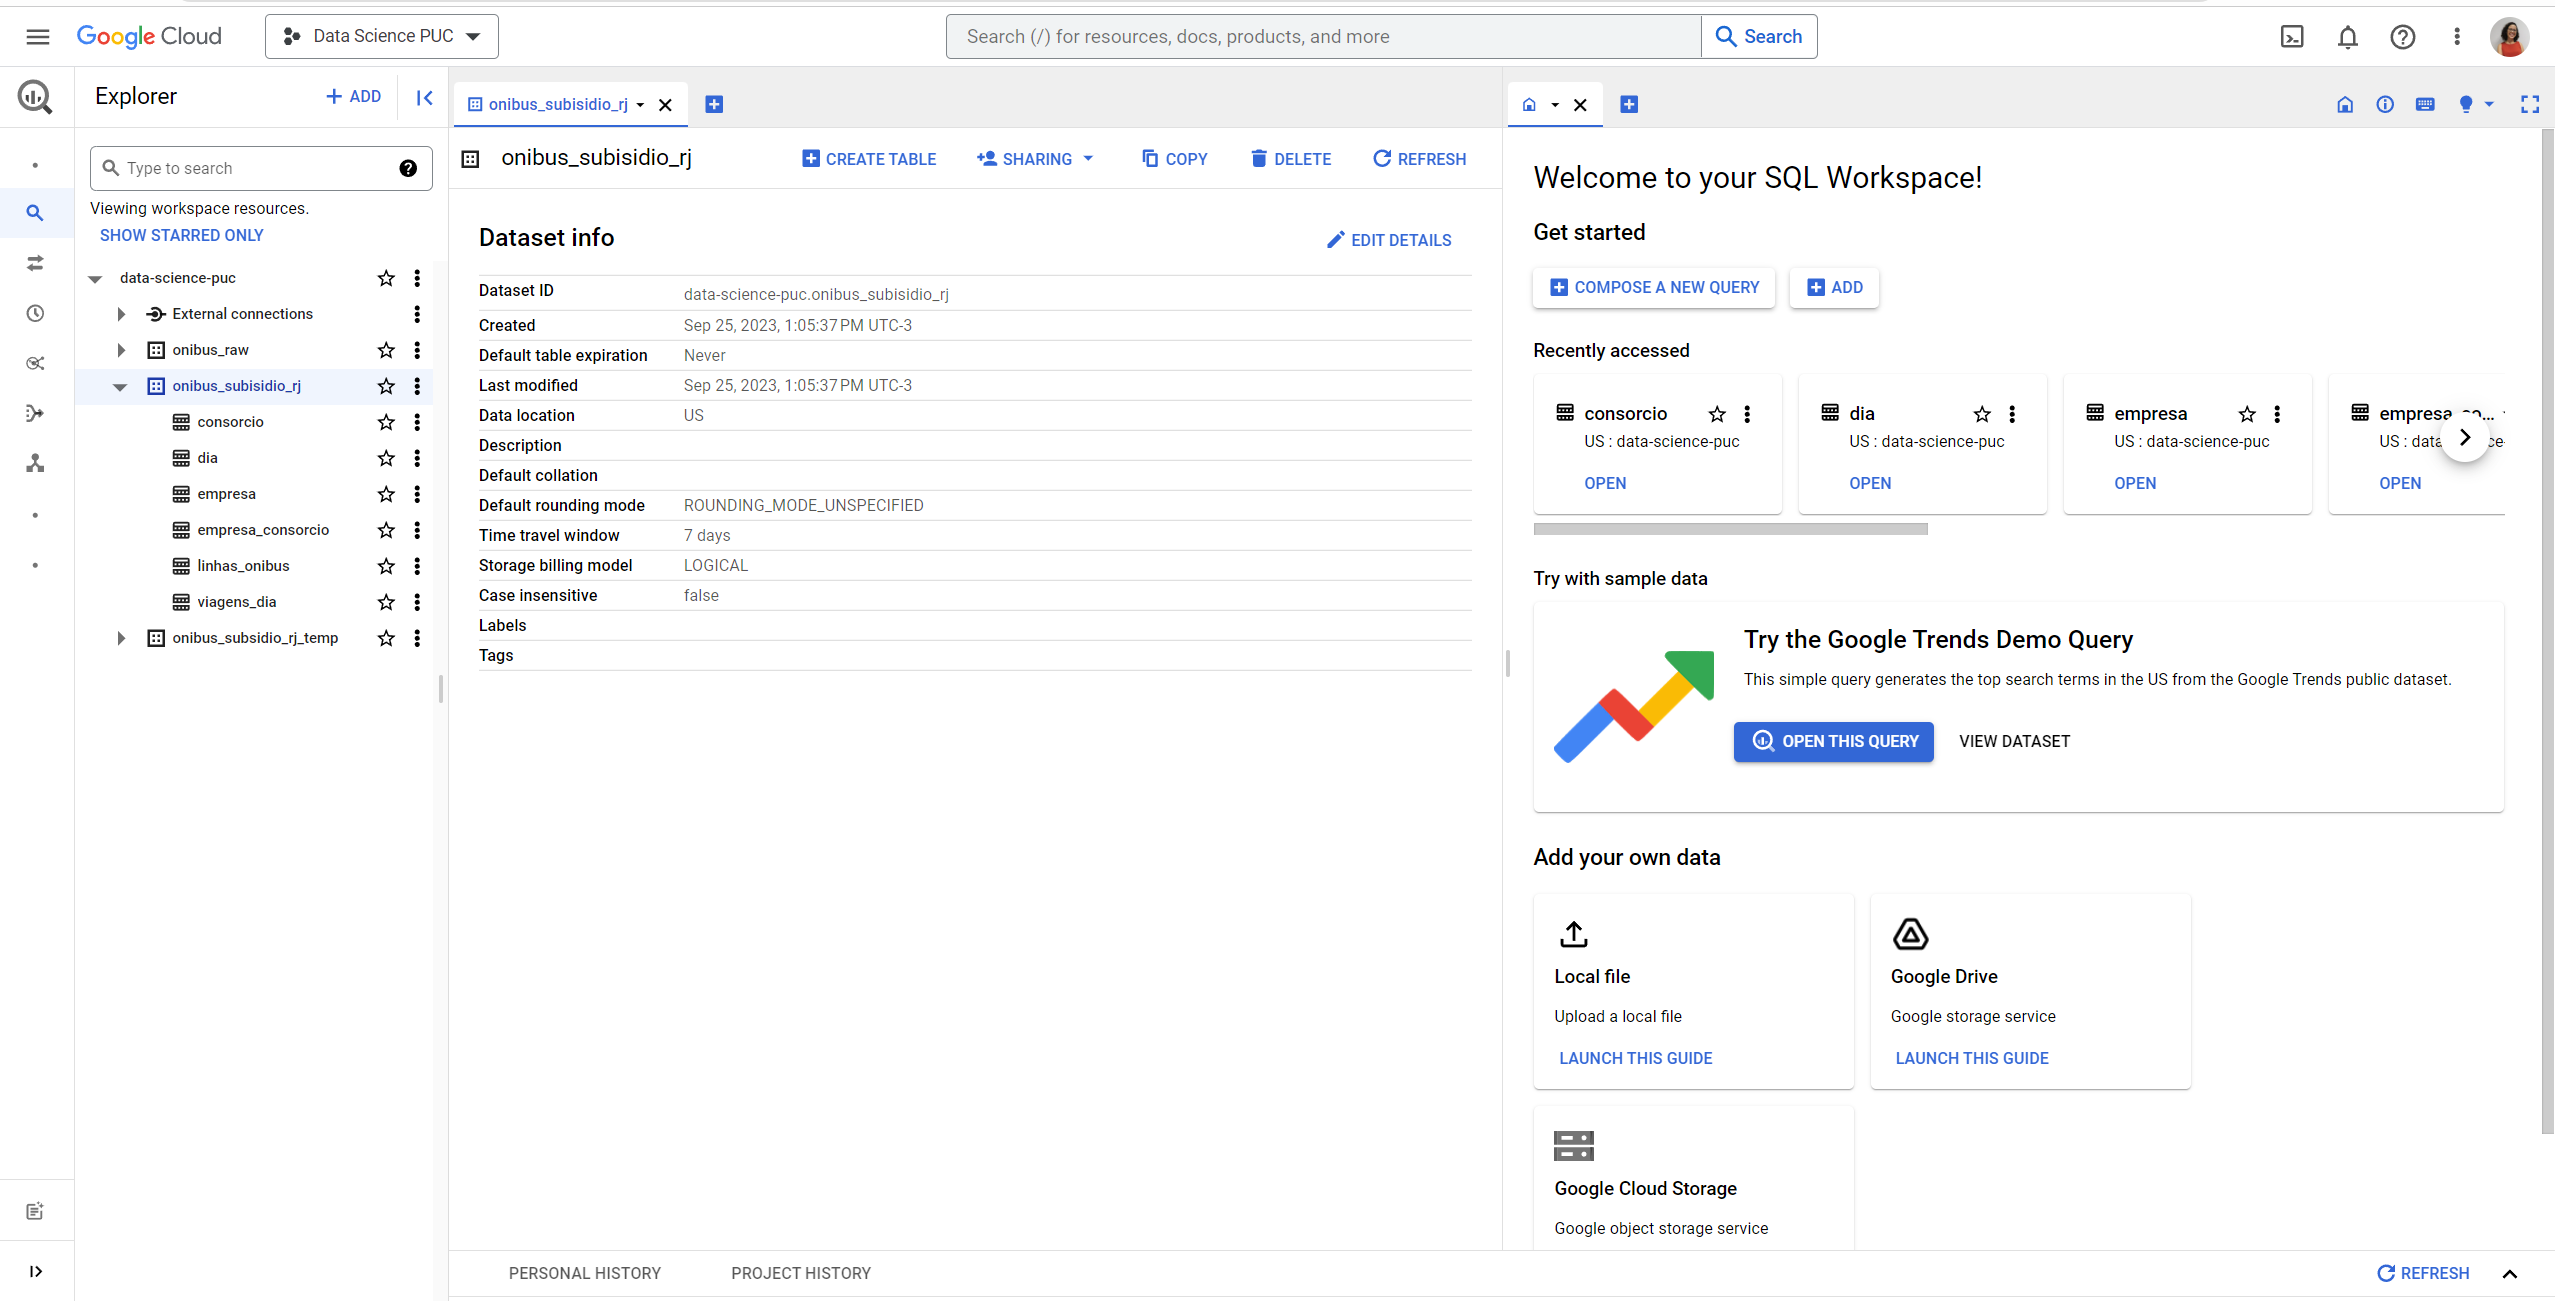 Google Cloud
Data Science PUC
Search (/) for resources, docs, products, and more
Search
Explorer
ADD
Type to search
Viewing workspace resources.
SHOW STARRED ONLY
data-science-puc
External connections
onibus_raw
onibus_subisidio_rj
consorcio
dia
empresa
empresa_consorcio
linhas_onibus
viagens_dia
onibus_subsidio_rj_temp
onibus_subisidio_rj
onibus_subisidio_rj
CREATE TABLE
SHARING
COPY
DELETE
REFRESH
Dataset info
EDIT DETAILS
Dataset ID data-science-puc.onibus_subisidio_rj
Created Sep 25, 2023, 1:05:37 PM UTC-3
Default table expiration Never
Last modified Sep 25, 2023, 1:05:37 PM UTC-3
Data location US
Description
Default collation
Default rounding mode ROUNDING_MODE_UNSPECIFIED
Time travel window 7 days
Storage billing model LOGICAL
Case insensitive false
Labels
Tags
Welcome to your SQL Workspace!
Get started
COMPOSE A NEW QUERY
ADD
Recently accessed
consorcio
US : data-science-puc
OPEN
dia
US : data-science-puc
OPEN
empresa
US : data-science-puc
OPEN
empresa_co...
US : data
OPEN
Try with sample data
Try the Google Trends Demo Query
This simple query generates the top search terms in the US from the Google Trends public dataset.
OPEN THIS QUERY
VIEW DATASET
Add your own data
Local file
Upload a local file
LAUNCH THIS GUIDE
Google Drive
Google storage service
LAUNCH THIS GUIDE
Google Cloud Storage
Google object storage service
PERSONAL HISTORY
PROJECT HISTORY
REFRESH